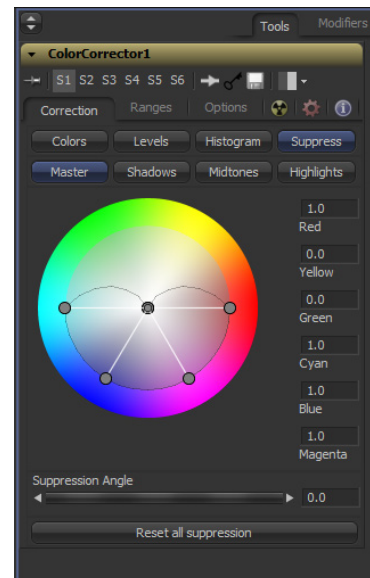 Tools Modifiers
ColorCorrector1
S1 S2 S3 S4 S5 S6
Correction Ranges Options
Colors Levels Histogram Suppress
Master Shadows Midtones Highlights
1.0
Red
0.0
Yellow
0.0
Green
1.0
Cyan
1.0
Blue
1.0
Magenta
Suppression Angle
0.0
Reset all suppression